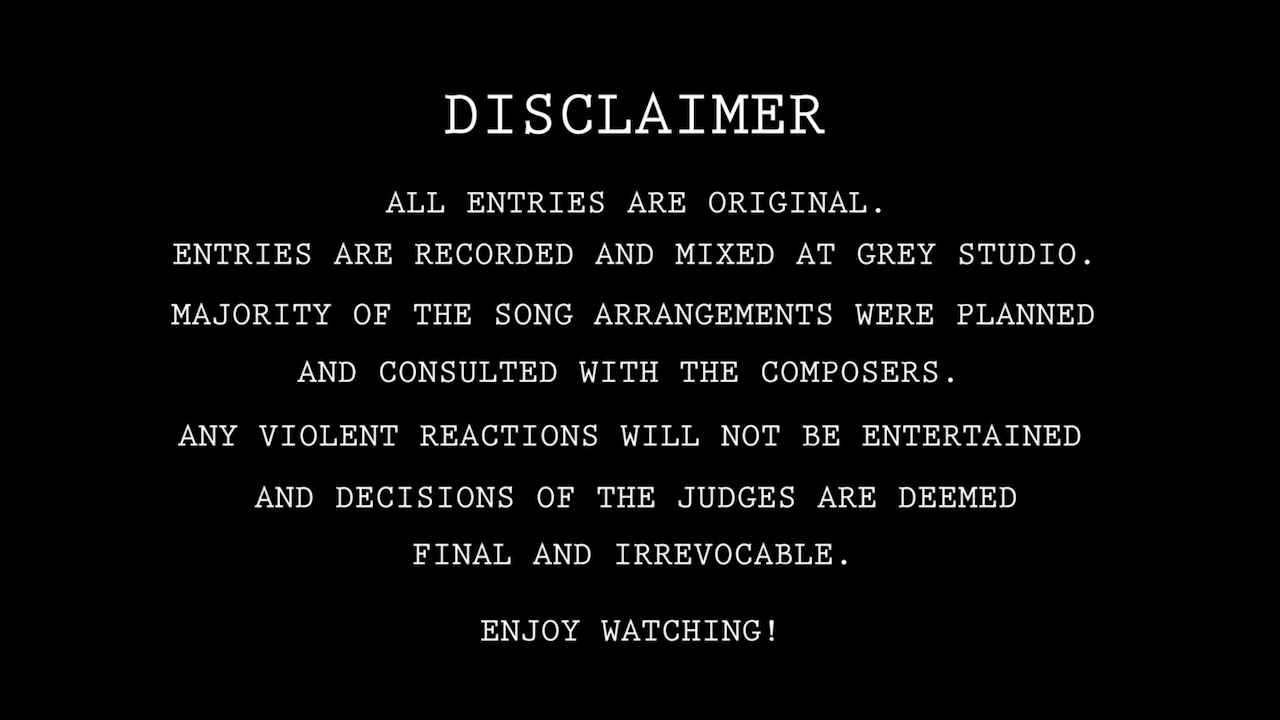 DISCLAIMER
ALL ENTRIES ARE ORIGINAL.
ENTRIES ARE RECORDED AND MIXED AT GREY STUDIO.
MAJORITY OF THE SONG ARRANGEMENTS WERE PLANNED
AND CONSULTED WITH THE COMPOSERS.
ANY VIOLENT REACTIONS WILL NOT BE ENTERTAINED
AND DECISIONS OF THE JUDGES ARE DEEMED
FINAL AND IRREVOCABLE.
ENJOY WATCHING!